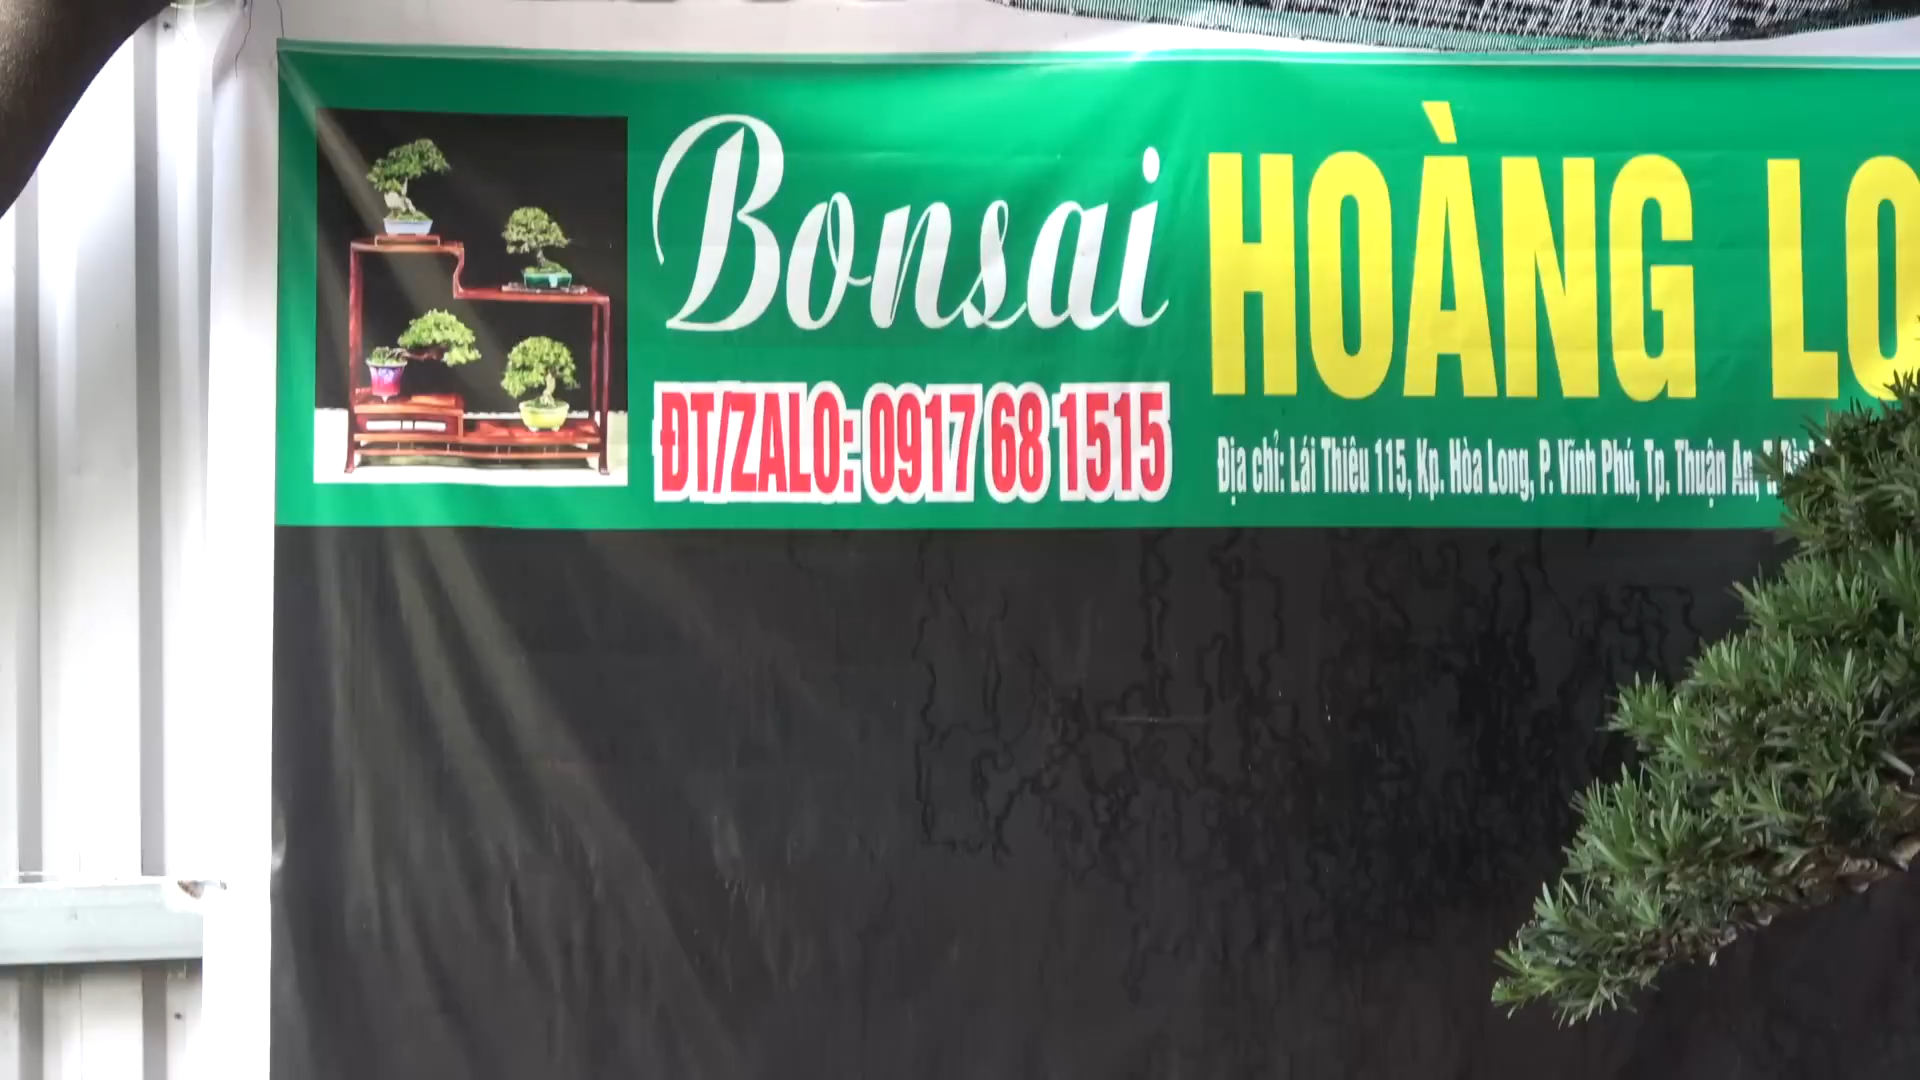 Bonsai HOÀNG LO
ĐT/ZALO: 0917 68 1515
Địa chỉ: Lái Thiêu 115, Kp. Hòa Long, P. Vĩnh Phú, Tp. Thuận An,